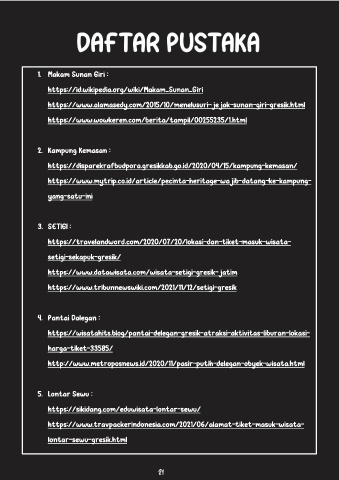 DAFTAR PUSTAKA
1. Makam Sunan Giri :
https://id.wikipedia.org/wiki/Makam_Sunan_Giri
https://www.alamasedy.com/2015/10/menelusuri-jejak-sunan-giri-gresik.html
https://www.wowkeren.com/berita/tampil/00255235/1.html
2. Kampung Kemasan :
https://disparekrafbudpora.gresikkab.go.id/2020/04/15/kampung-kemasan/
https://www.mytrip.co.id/article/pecinta-heritage-wajib-datang-ke-kampung-
yang-satu-ini
3. SETIGI :
https://travelandword.com/2020/07/20/lokasi-dan-tiket-masuk-wisata-
setigi-sekapuk-gresik/
https://www.datawisata.com/wisata-setigi-gresik-jatim
https://www.tribunnewswiki.com/2021/11/12/setigi-gresik
4. Pantai Dalegan :
https://wisatahits.blog/pantai-delegan-gresik-atraksi-aktivitas-liburan-lokasi-
harga-tiket-33585/
http://www.metroposnews.id/2020/11/pasir-putih-delegan-obyek-wisata.html
5. Lontar Sewu :
https://sikidang.com/eduwisata-lontar-sewu/
https://www.travpackerindonesia.com/2021/06/alamat-tiket-masuk-wisata-
lontar-sewu-gresik.html